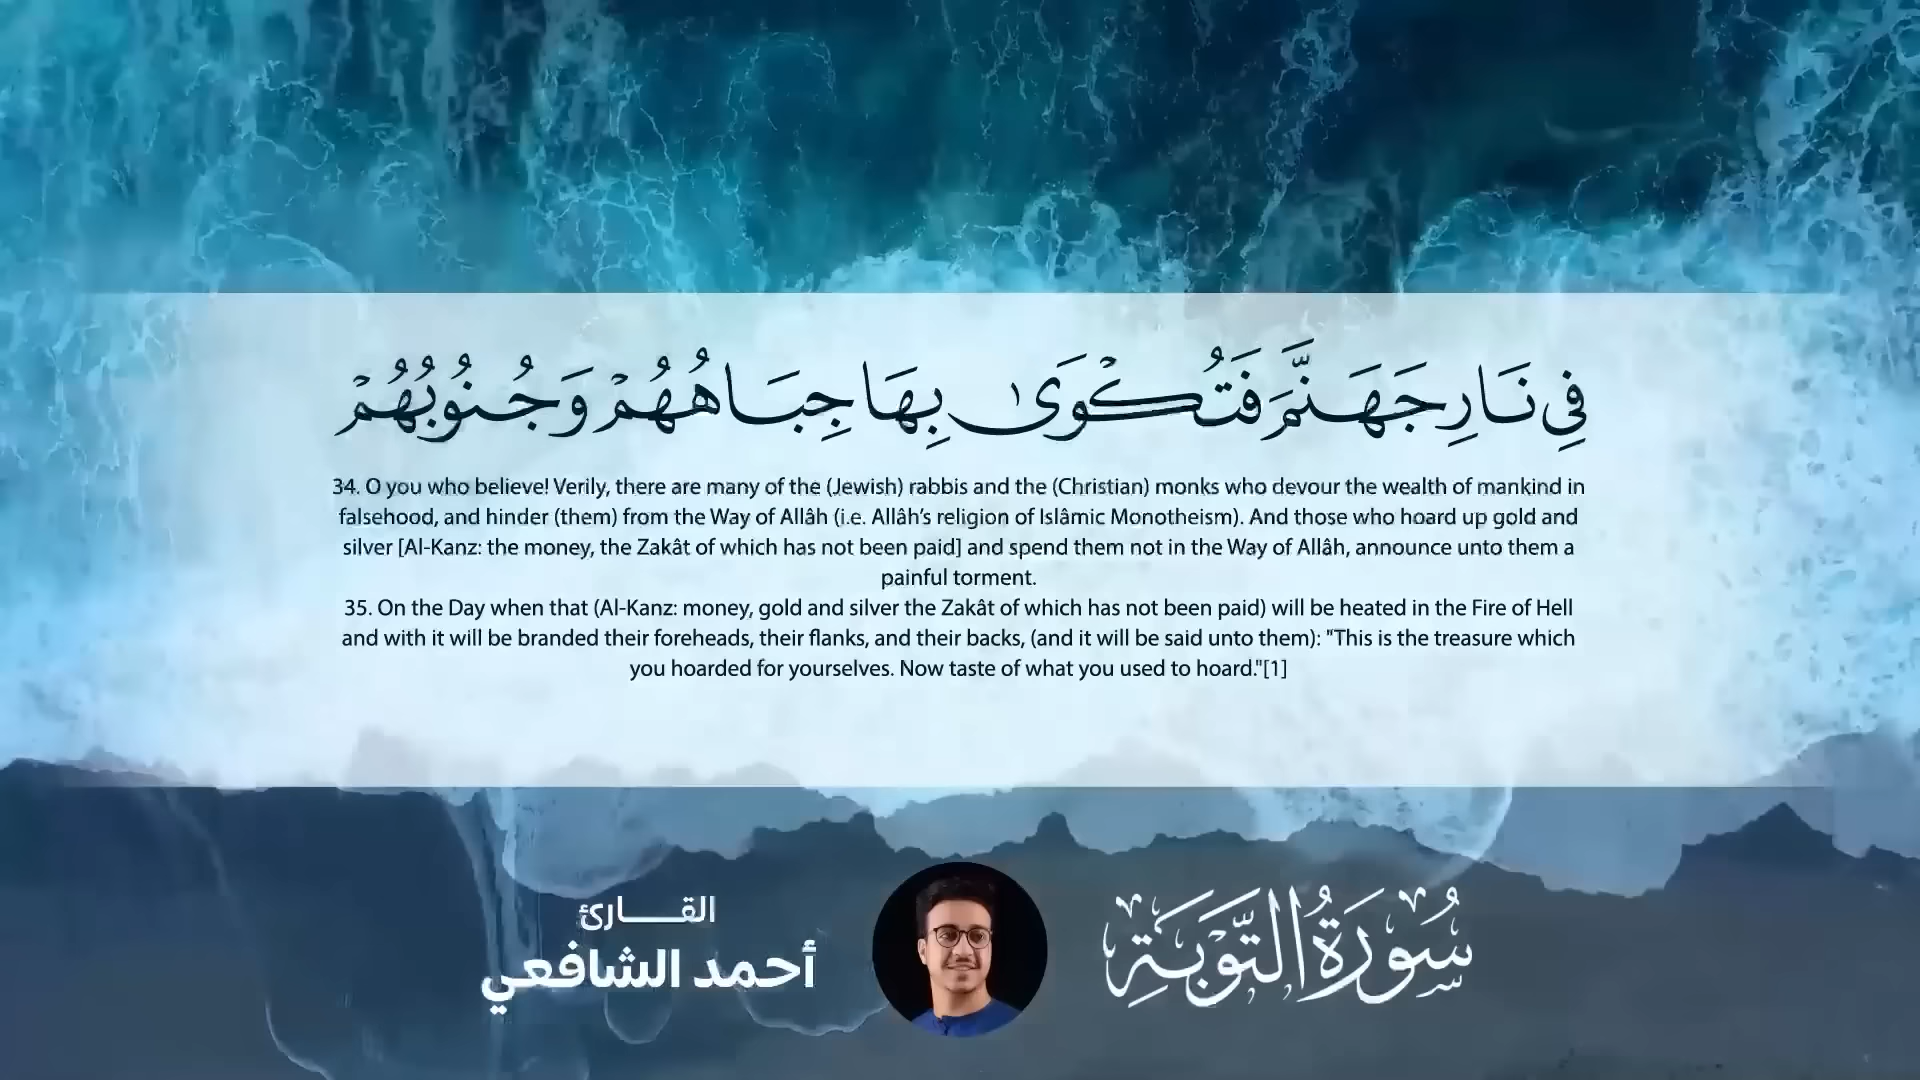 فِي نَارِ جَهَنَّمَ فَتُكْوَىٰ بِهَا جِبَاهُهُمْ وَجُنُوبُهُمْ
34. O you who believe! Verily, there are many of the (Jewish) rabbis and the (Christian) monks who devour the wealth of mankind in
falsehood, and hinder (them) from the Way of Allâh (i.e. Allâh’s religion of Islâmic Monotheism). And those who hoard up gold and
silver [Al-Kanz: the money, the Zakât of which has not been paid] and spend them not in the Way of Allâh, announce unto them a
painful torment.
35. On the Day when that (Al-Kanz: money, gold and silver the Zakât of which has not been paid) will be heated in the Fire of Hell
and with it will be branded their foreheads, their flanks, and their backs, (and it will be said unto them): "This is the treasure which
you hoarded for yourselves. Now taste of what you used to hoard."[1]
سُورَةُ التَّوْبَةِ
القـــــارئ
أحمد الشافعي